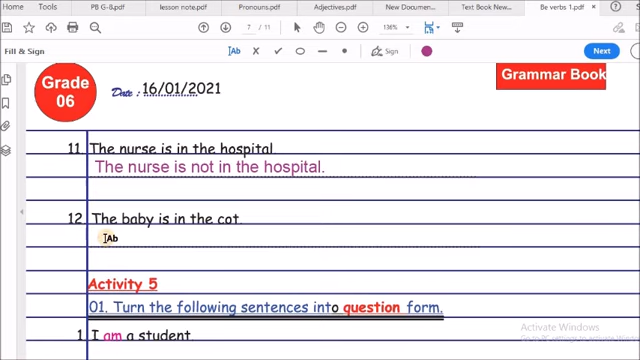 Home
Tools
PB G-8.pdf
lesson note.pdf
Pronouns.pdf
Adjectives.pdf
New Document...
Text Book New...
Be verbs 1.pdf
7 / 11
136%
Fill & Sign
Ab
Sign
Next
Grade
06
Date : 16/01/2021
Grammar Book
11. The nurse is in the hospital.
The nurse is not in the hospital.
12. The baby is in the cot.
Ab
Activity 5
01. Turn the following sentences into question form.
1. I am a student.
Activate Windows
Go to PC settings to activate Windows.